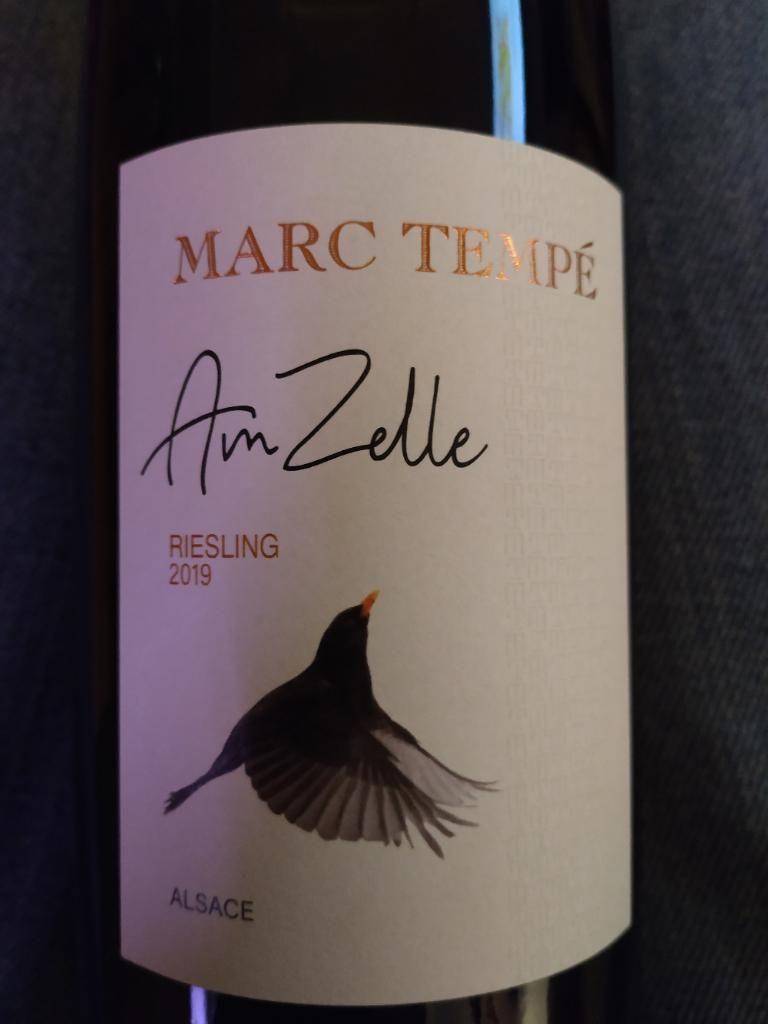 MARC TEMPÉ
Am Zelle
RIESLING
2019
ALSACE